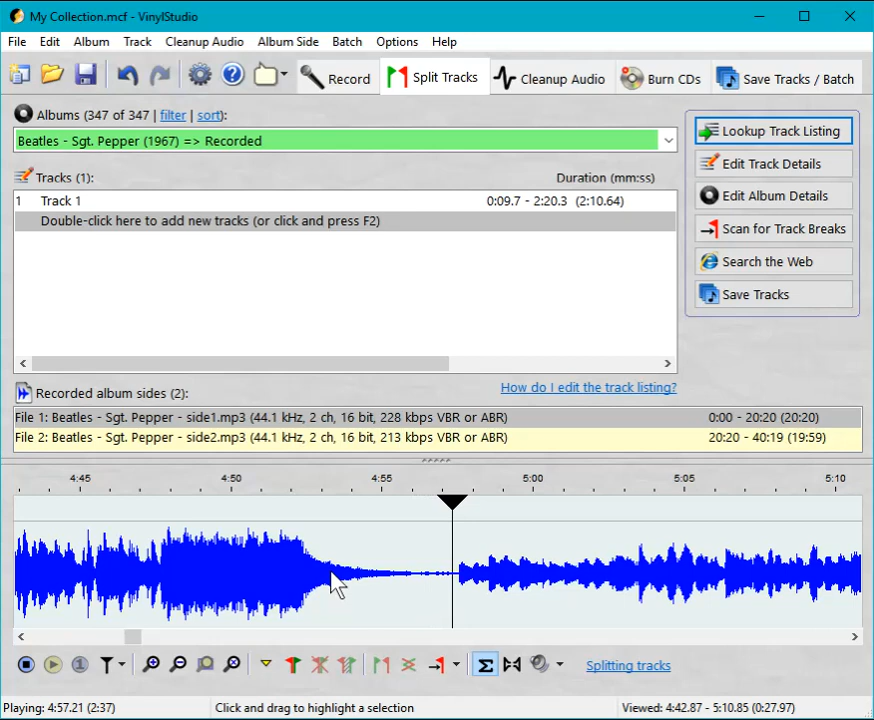 My Collection.mcf - VinylStudio
File Edit Album Track Cleanup Audio Album Side Batch Options Help
Record Split Tracks Cleanup Audio Burn CDs Save Tracks / Batch
Albums (347 of 347 | filter | sort):
Beatles - Sgt. Pepper (1967) => Recorded
Tracks (1): Duration (mm:ss)
1 Track 1 0:09.7 - 2:20.3 (2:10.64)
Double-click here to add new tracks (or click and press F2)
Lookup Track Listing
Edit Track Details
Edit Album Details
Scan for Track Breaks
Search the Web
Save Tracks
Recorded album sides (2): How do I edit the track listing?
File 1: Beatles - Sgt. Pepper - side1.mp3 (44.1 kHz, 2 ch, 16 bit, 228 kbps VBR or ABR) 0:00 - 20:20 (20:20)
File 2: Beatles - Sgt. Pepper - side2.mp3 (44.1 kHz, 2 ch, 16 bit, 213 kbps VBR or ABR) 20:20 - 40:19 (19:59)
4:45 4:50 4:55 5:00 5:05 5:10
Splitting tracks
Playing: 4:57.21 (2:37) Click and drag to highlight a selection Viewed: 4:42.87 - 5:10.85 (0:27.97)